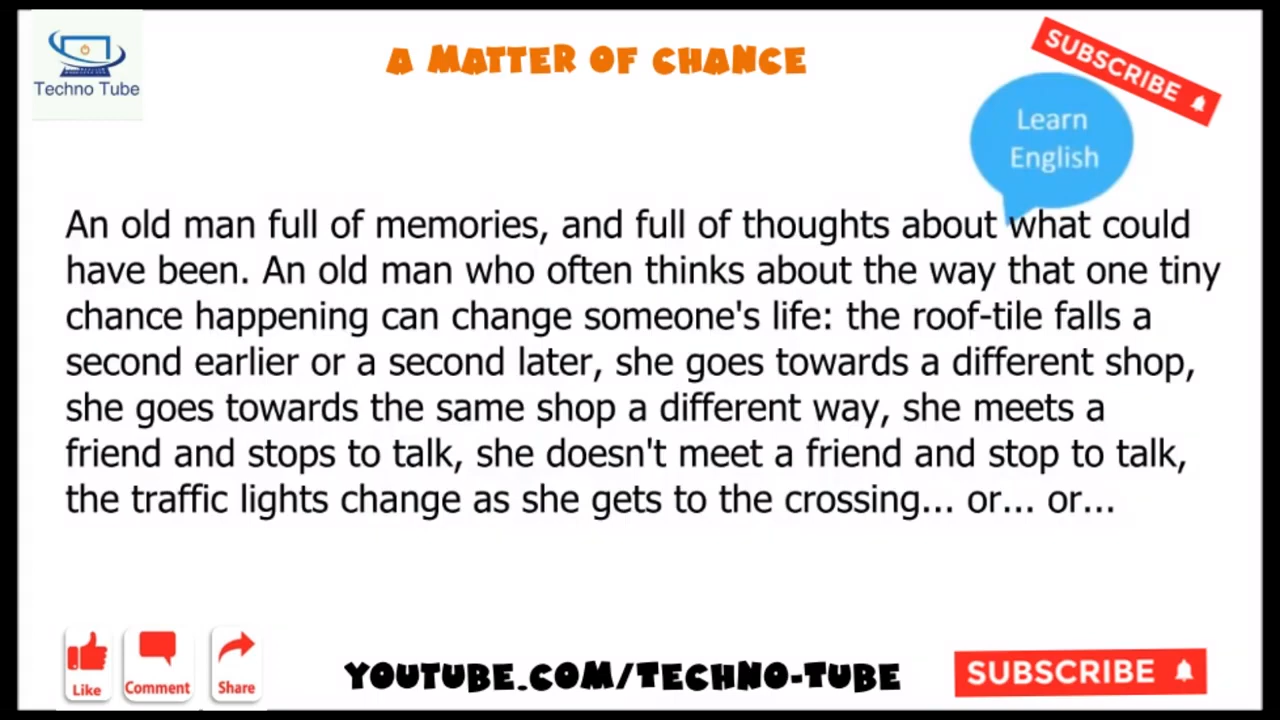 Techno Tube
A MATTER OF CHANCE
SUBSCRIBE
Learn
English
An old man full of memories, and full of thoughts about what could
have been. An old man who often thinks about the way that one tiny
chance happening can change someone's life: the roof-tile falls a
second earlier or a second later, she goes towards a different shop,
she goes towards the same shop a different way, she meets a
friend and stops to talk, she doesn't meet a friend and stop to talk,
the traffic lights change as she gets to the crossing... or... or...
Like
Comment
Share
YOUTUBE.COM/TECHNO-TUBE
SUBSCRIBE